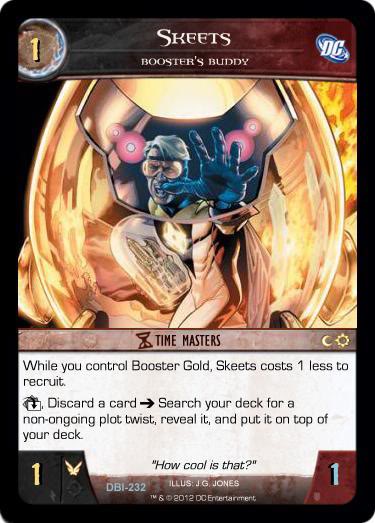 1
SKEETS
BOOSTER'S BUDDY
DC
TIME MASTERS
While you control Booster Gold, Skeets costs 1 less to
recruit.
, Discard a card ➔ Search your deck for a
non-ongoing plot twist, reveal it, and put it on top of
your deck.
"How cool is that?"
1
DBI-232
ILLUS: J.G. JONES
™ & © 2012 DC Entertainment
1